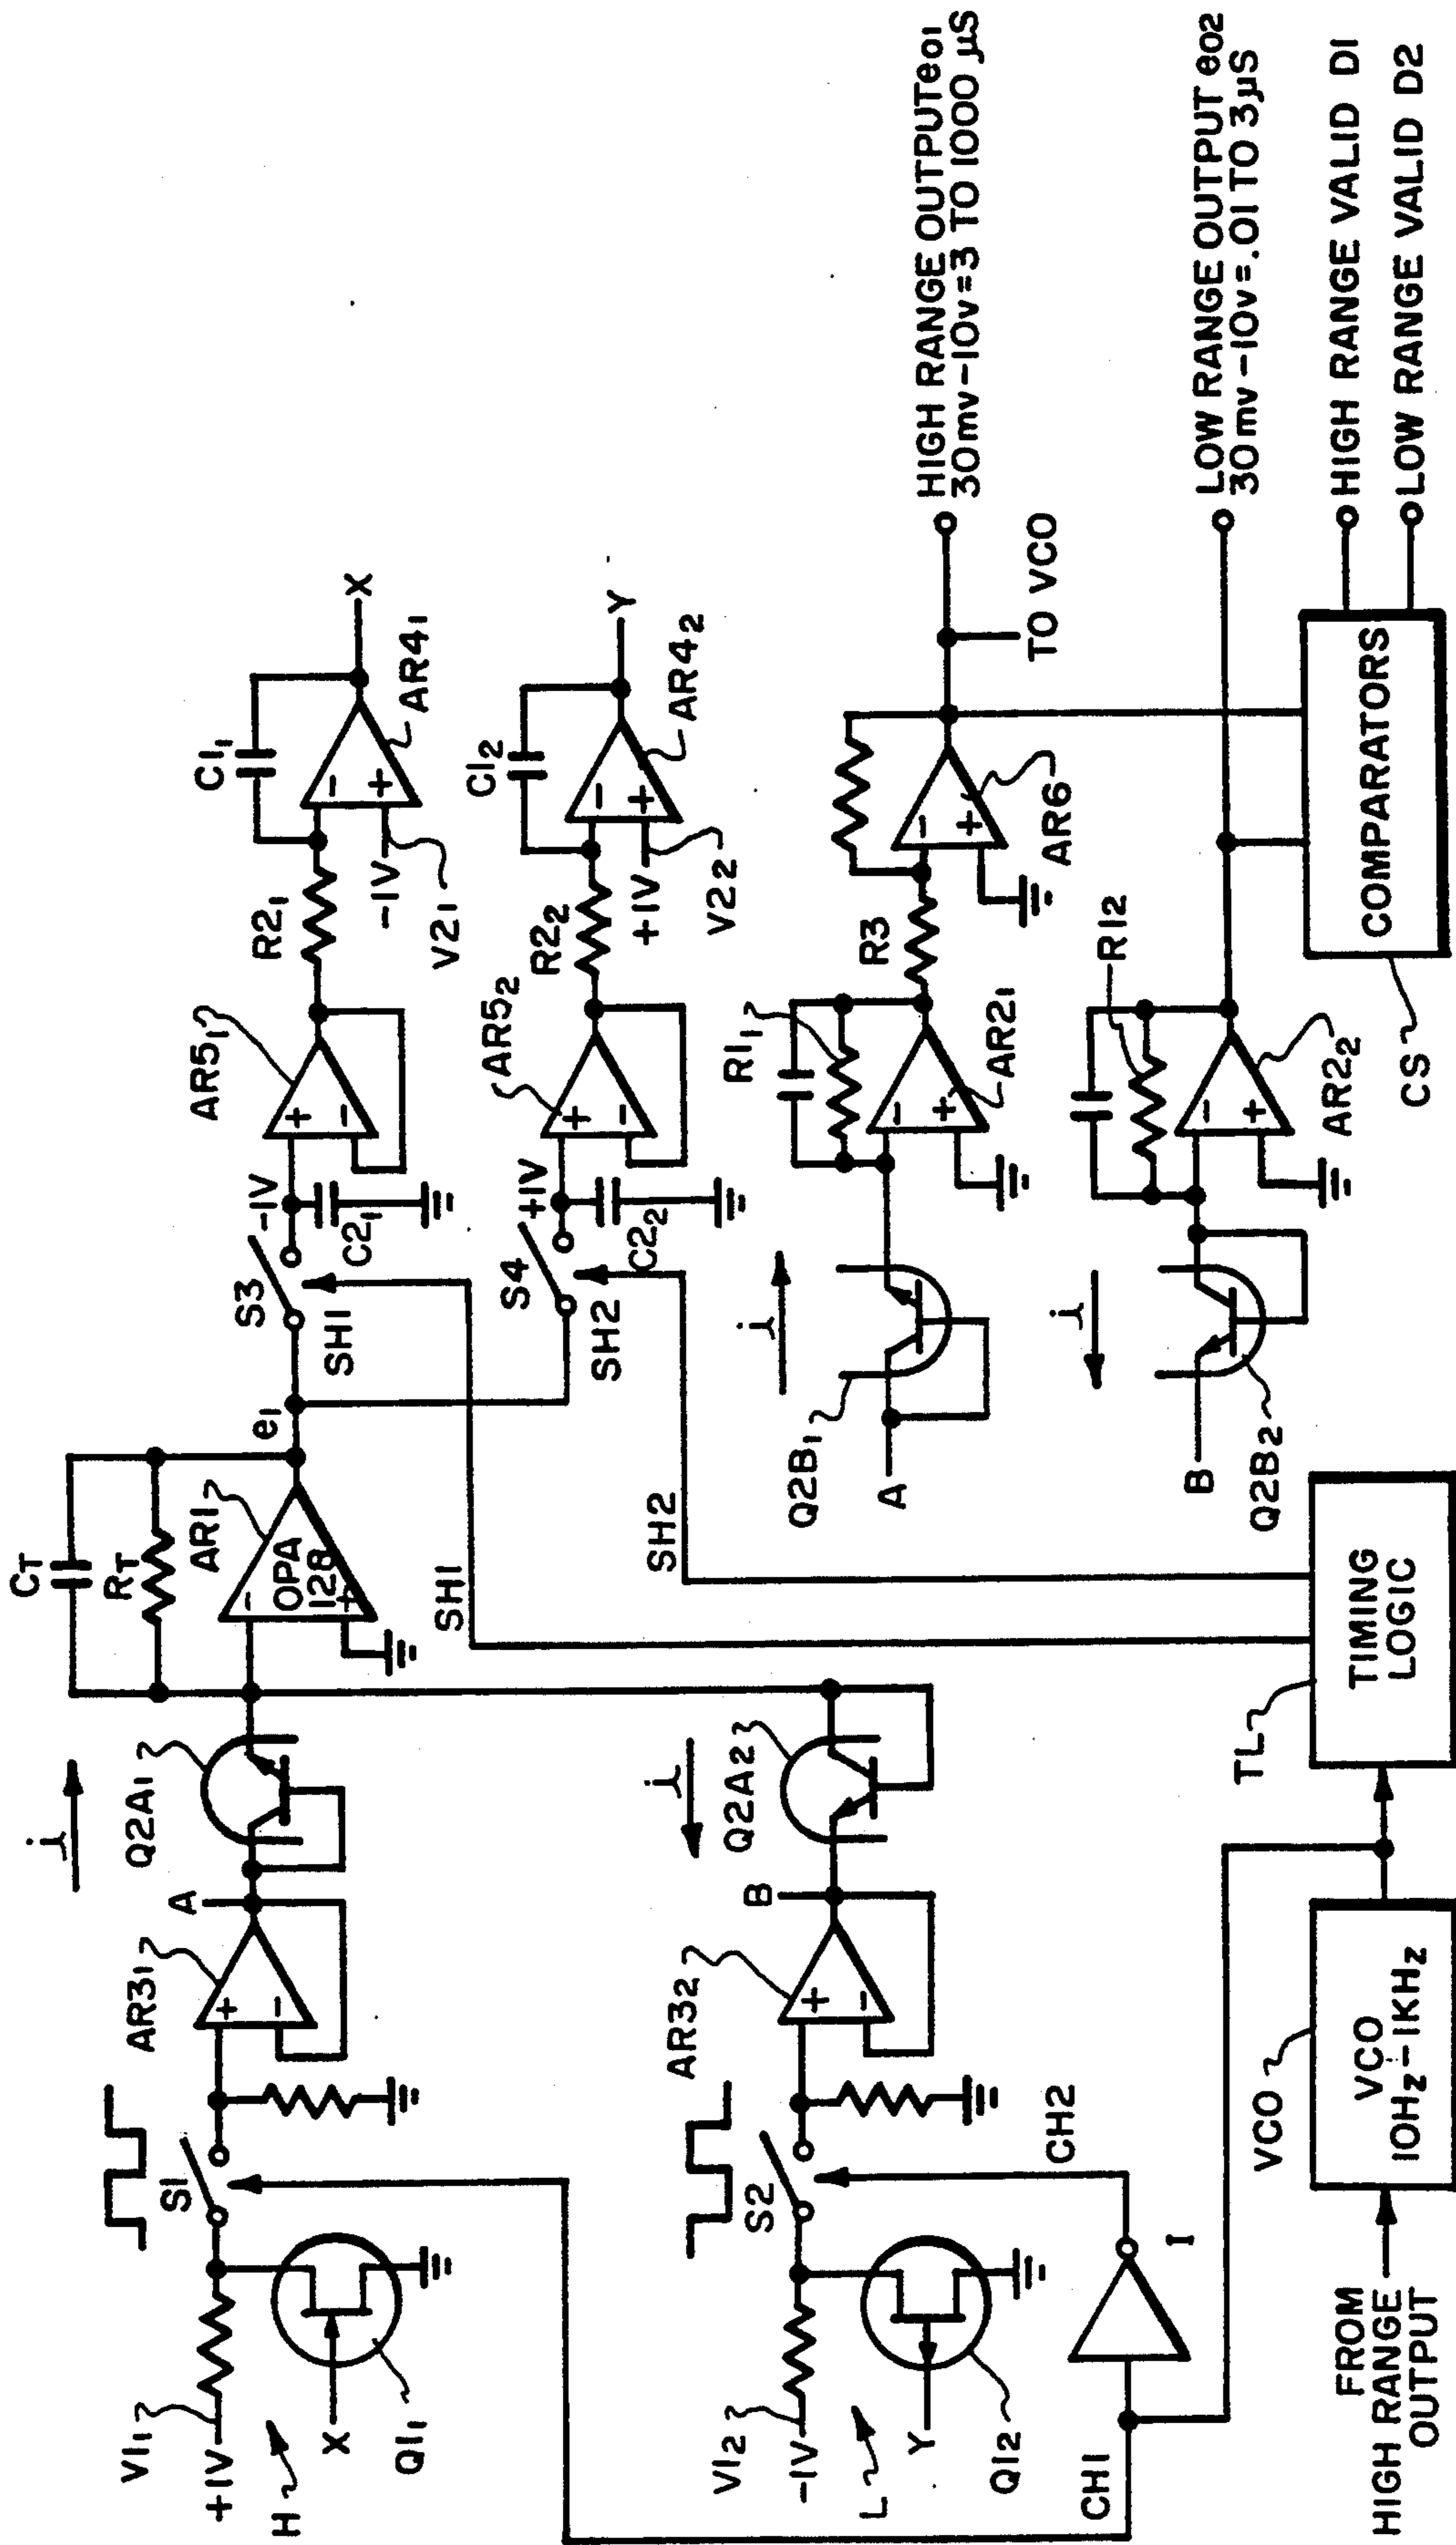 V1₁
+1V
H
X
Q1₁
S1
AR3₁
A
j
Q2A₁
C_T
R_T
AR1
OPA
128
-
+
e₁
S3
SH1
-1V
C2₁
AR5₁
+
-
R2₁
C1₁
-
+
-1V
V2₁
AR4₁
X
S4
SH2
+1V
C2₂
AR5₂
+
-
R2₂
C1₂
-
+
+1V
V2₂
AR4₂
Y
V1₂
-1V
L
Y
Q1₂
S2
AR3₂
+
-
B
j
Q2A₂
SH1
SH2
CH1
CH2
I
Q2B₁
A
j
R1₁
-
+
AR2₁
R3
-
+
AR6
TO VCO
HIGH RANGE OUTPUT e01
30mv-10v=3 TO 1000 µS
Q2B₂
B
j
R12
-
+
AR2₂
LOW RANGE OUTPUT e02
30mv-10v=.01 TO 3µS
FROM
HIGH RANGE
OUTPUT
VCO
VCO
10Hz-1KHz
TL
TIMING
LOGIC
CS
COMPARATORS
HIGH RANGE VALID D1
LOW RANGE VALID D2